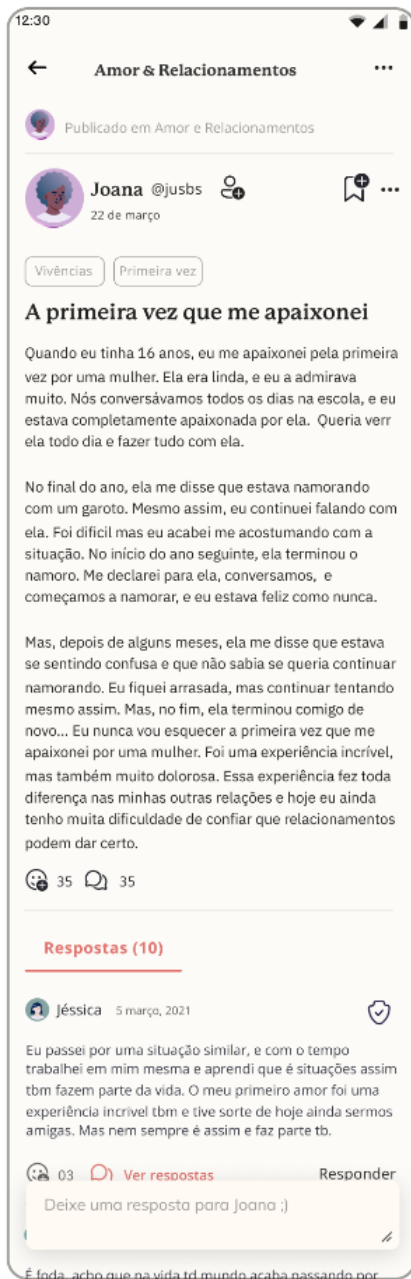 12:30
Amor & Relacionamentos
Publicado em Amor e Relacionamentos
Joana @jusbs
22 de março
Vivências Primeira vez
A primeira vez que me apaixonei
Quando eu tinha 16 anos, eu me apaixonei pela primeira
vez por uma mulher. Ela era linda, e eu a admirava
muito. Nós conversávamos todos os dias na escola, e eu
estava completamente apaixonada por ela. Queria verr
ela todo dia e fazer tudo com ela.
No final do ano, ela me disse que estava namorando
com um garoto. Mesmo assim, eu continuei falando com
ela. Foi dificil mas eu acabei me acostumando com a
situação. No início do ano seguinte, ela terminou o
namoro. Me declarei para ela, conversamos, e
começamos a namorar, e eu estava feliz como nunca.
Mas, depois de alguns meses, ela me disse que estava
se sentindo confusa e que não sabia se queria continuar
namorando. Eu fiquei arrasada, mas continuar tentando
mesmo assim. Mas, no fim, ela terminou comigo de
novo... Eu nunca vou esquecer a primeira vez que me
apaixonei por uma mulher. Foi uma experiência incrível,
mas também muito dolorosa. Essa experiência fez toda
diferença nas minhas outras relações e hoje eu ainda
tenho muita dificuldade de confiar que relacionamentos
podem dar certo.
35 35
Respostas (10)
Jéssica 5 março, 2021
Eu passei por uma situação similar, e com o tempo
trabalhei em mim mesma e aprendi que é situações assim
tbm fazem parte da vida. O meu primeiro amor foi uma
experiência incrivel tbm e tive sorte de hoje ainda sermos
amigas. Mas nem sempre é assim e faz parte tb.
03 Ver respostas Responder
Deixe uma resposta para Joana ;)
É foda, acho que na vida td mundo acaba passando por